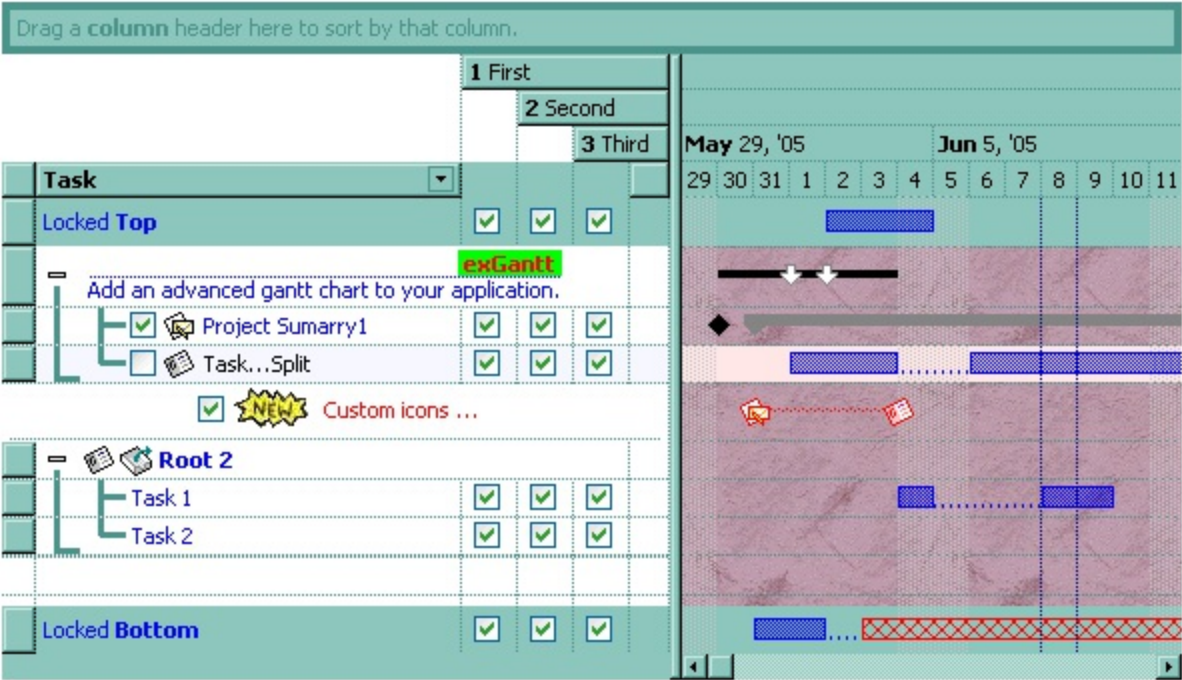 Drag a column header here to sort by that column.
1 First
2 Second
3 Third
May 29, '05 Jun 5, '05
Task
29 30 31 1 2 3 4 5 6 7 8 9 10 11
Locked Top
exGantt
Add an advanced gantt chart to your application.
Project Sumarry1
Task...Split
NEW Custom icons ...
Root 2
Task 1
Task 2
Locked Bottom